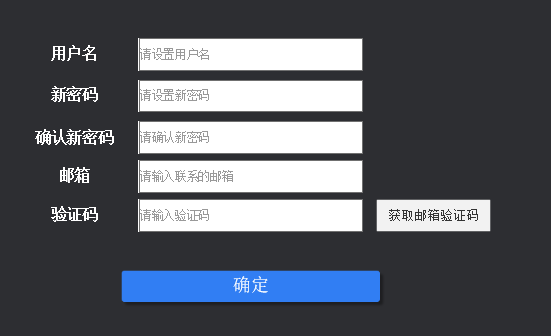 用户名 请设置用户名
新密码 请设置新密码
确认新密码 请确认新密码
邮箱 请输入联系的邮箱
验证码 请输入验证码 获取邮箱验证码
确定